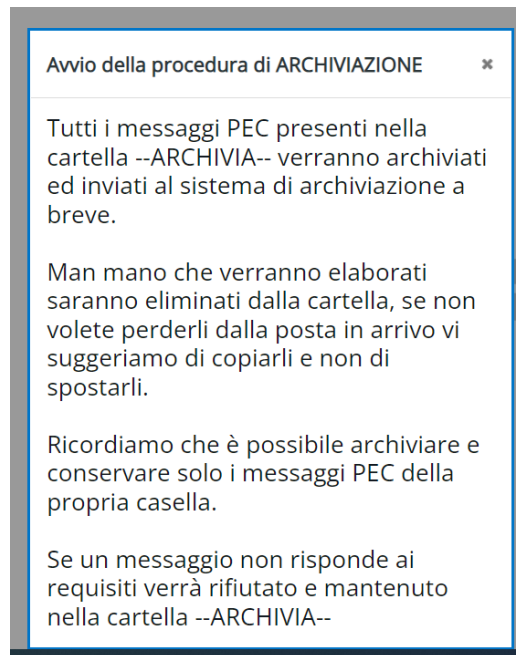 Avvio della procedura di ARCHIVIAZIONE ×
Tutti i messaggi PEC presenti nella
cartella --ARCHIVIA-- verranno archiviati
ed inviati al sistema di archiviazione a
breve.
Man mano che verranno elaborati
saranno eliminati dalla cartella, se non
volete perderli dalla posta in arrivo vi
suggeriamo di copiarli e non di
spostarli.
Ricordiamo che è possibile archiviare e
conservare solo i messaggi PEC della
propria casella.
Se un messaggio non risponde ai
requisiti verrà rifiutato e mantenuto
nella cartella --ARCHIVIA--